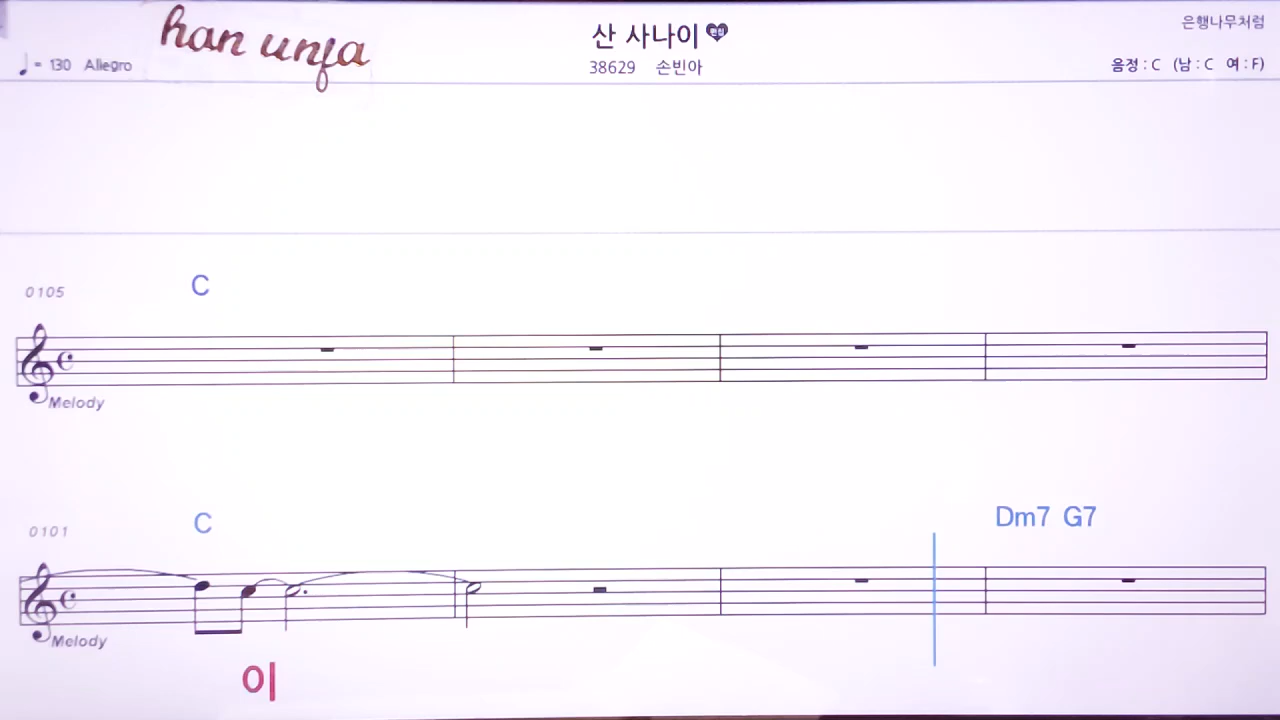 han unfa
산 사나이
은행나무처럼
♩= 130 Allegro
38629 손빈아
음정 : C (남 : C 여 : F)
0105
C
Melody
0101
C
Dm7 G7
Melody
이